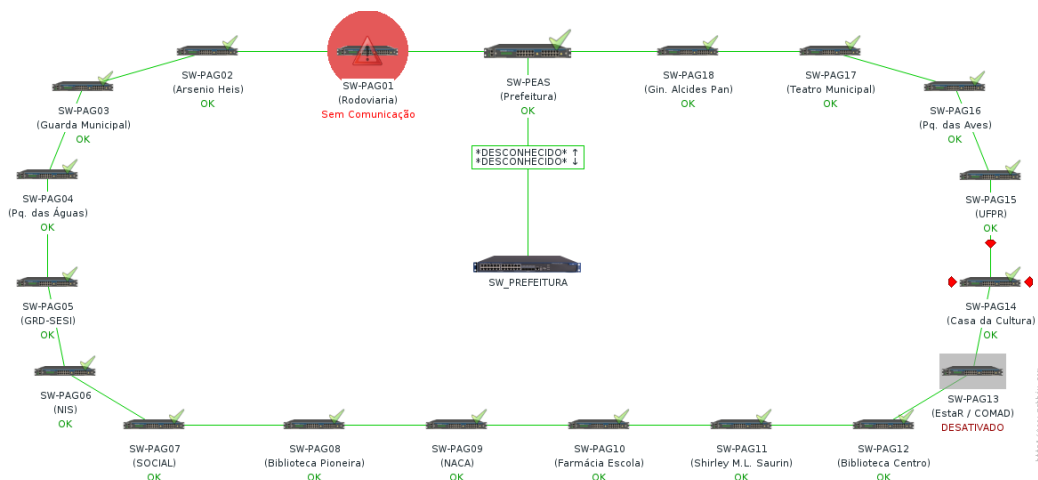 SW-PAG02
(Arsenio Heis)
OK
SW-PAG01
(Rodoviaria)
Sem Comunicação
SW-PEAS
(Prefeitura)
OK
SW-PAG18
(Gin. Alcides Pan)
OK
SW-PAG17
(Teatro Municipal)
OK
SW-PAG03
(Guarda Municipal)
OK
SW-PAG16
(Pq. das Aves)
OK
*DESCONHECIDO* ↑
*DESCONHECIDO* ↓
SW-PAG04
(Pq. das Águas)
OK
SW-PAG15
(UFPR)
OK
SW_PREFEITURA
SW-PAG05
(GRD-SESI)
OK
SW-PAG14
(Casa da Cultura)
OK
SW-PAG06
(NIS)
OK
SW-PAG13
(EstaR / COMAD)
DESATIVADO
SW-PAG07
(SOCIAL)
OK
SW-PAG08
(Biblioteca Pioneira)
OK
SW-PAG09
(NACA)
OK
SW-PAG10
(Farmácia Escola)
OK
SW-PAG11
(Shirley M.L. Saurin)
OK
SW-PAG12
(Biblioteca Centro)
OK